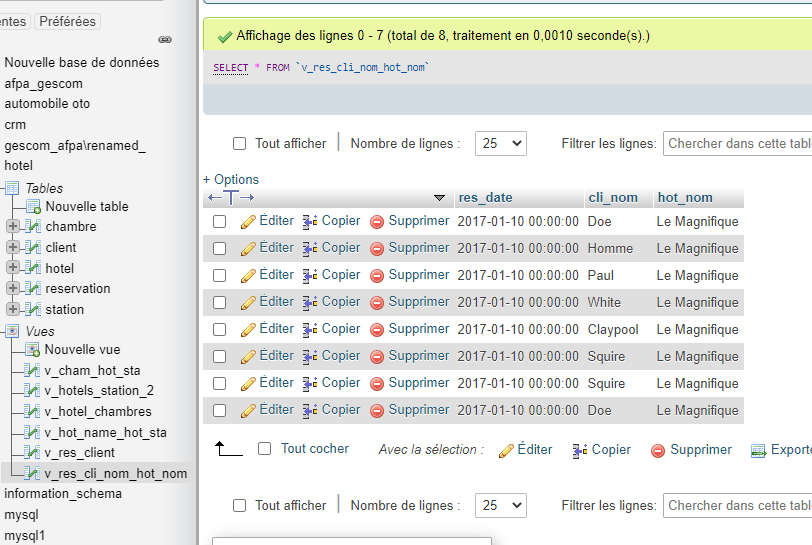 entes Préférées
Nouvelle base de données
afpa_gescom
automobile oto
crm
gescom_afpa\renamed_
hotel
Tables
Nouvelle table
chambre
client
hotel
reservation
station
Vues
Nouvelle vue
v_cham_hot_sta
v_hotels_station_2
v_hotel_chambres
v_hot_name_hot_sta
v_res_client
v_res_cli_nom_hot_nom
information_schema
mysql
mysql1
Affichage des lignes 0 - 7 (total de 8, traitement en 0,0010 seconde(s).)
SELECT * FROM `v_res_cli_nom_hot_nom`
Tout afficher Nombre de lignes : 25 Filtrer les lignes: Chercher dans cette tabl
+ Options
res_date cli_nom hot_nom
Éditer Copier Supprimer 2017-01-10 00:00:00 Doe Le Magnifique
Éditer Copier Supprimer 2017-01-10 00:00:00 Homme Le Magnifique
Éditer Copier Supprimer 2017-01-10 00:00:00 Paul Le Magnifique
Éditer Copier Supprimer 2017-01-10 00:00:00 White Le Magnifique
Éditer Copier Supprimer 2017-01-10 00:00:00 Claypool Le Magnifique
Éditer Copier Supprimer 2017-01-10 00:00:00 Squire Le Magnifique
Éditer Copier Supprimer 2017-01-10 00:00:00 Squire Le Magnifique
Éditer Copier Supprimer 2017-01-10 00:00:00 Doe Le Magnifique
Tout cocher Avec la sélection : Éditer Copier Supprimer Exporte
Tout afficher Nombre de lignes : 25 Filtrer les lignes: Chercher dans cette tabl